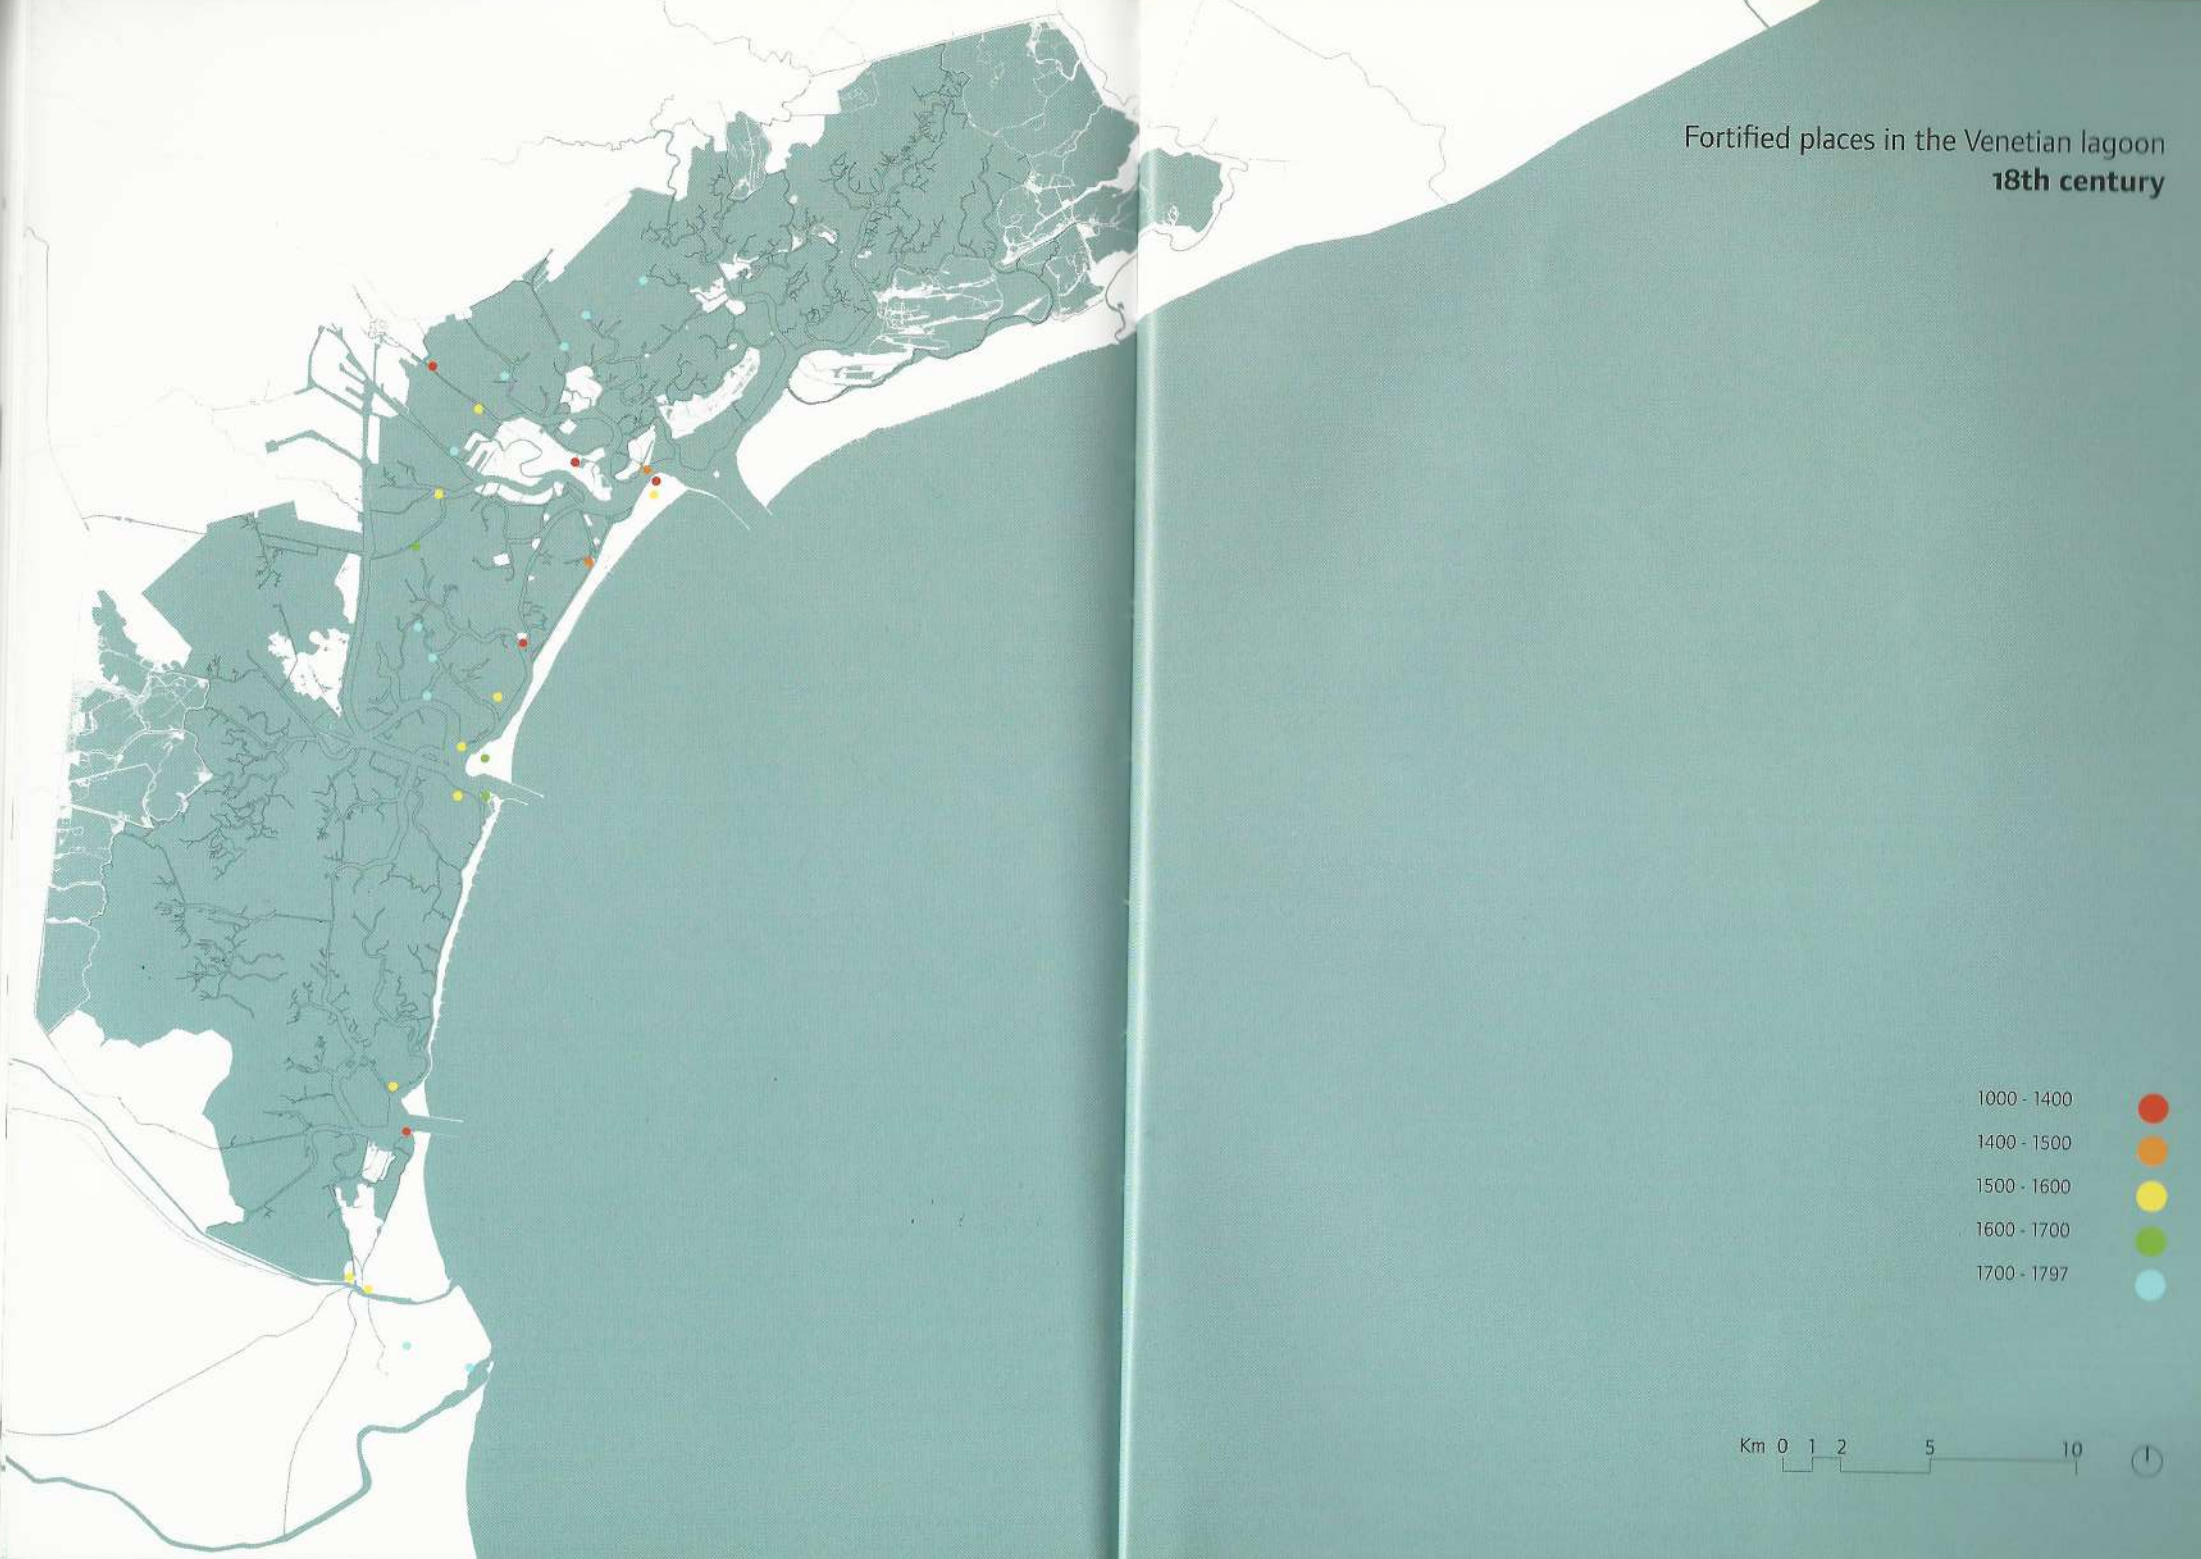 Fortified places in the Venetian lagoon
18th century
1000 - 1400
1400 - 1500
1500 - 1600
1600 - 1700
1700 - 1797
Km 0 1 2 5 10